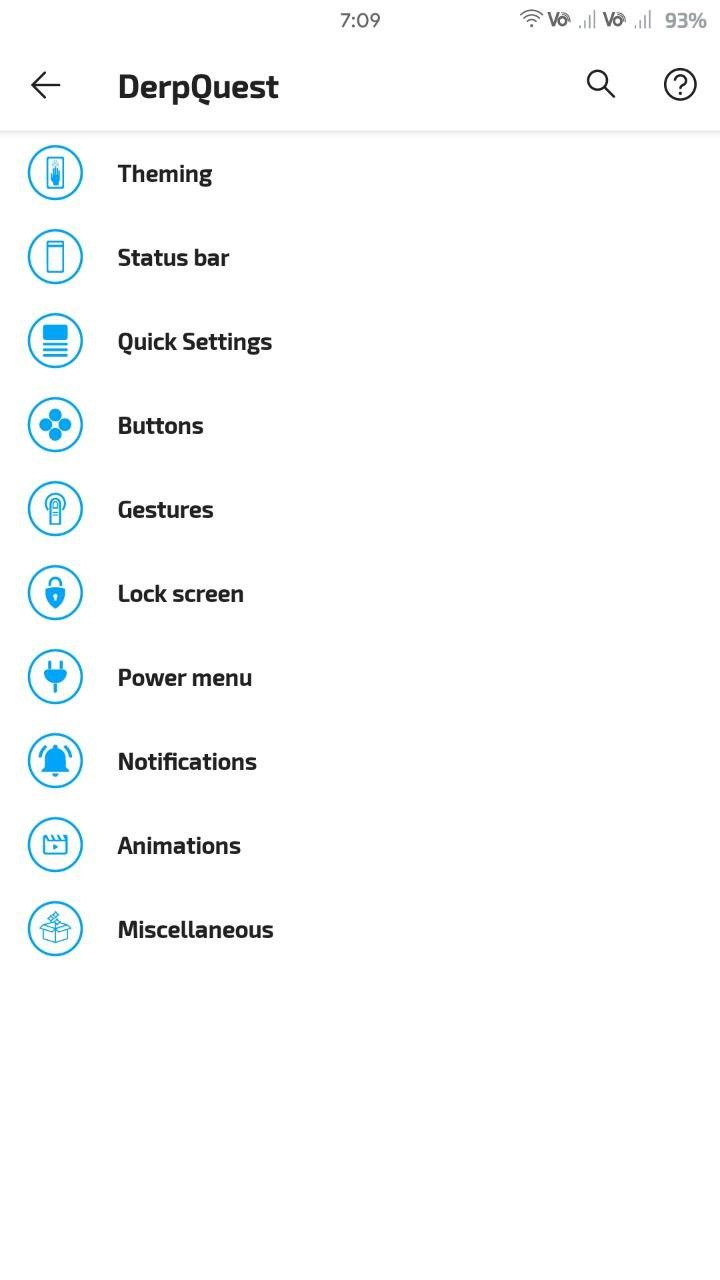 7:09 Vo Vo 93%
DerpQuest
Theming
Status bar
Quick Settings
Buttons
Gestures
Lock screen
Power menu
Notifications
Animations
Miscellaneous